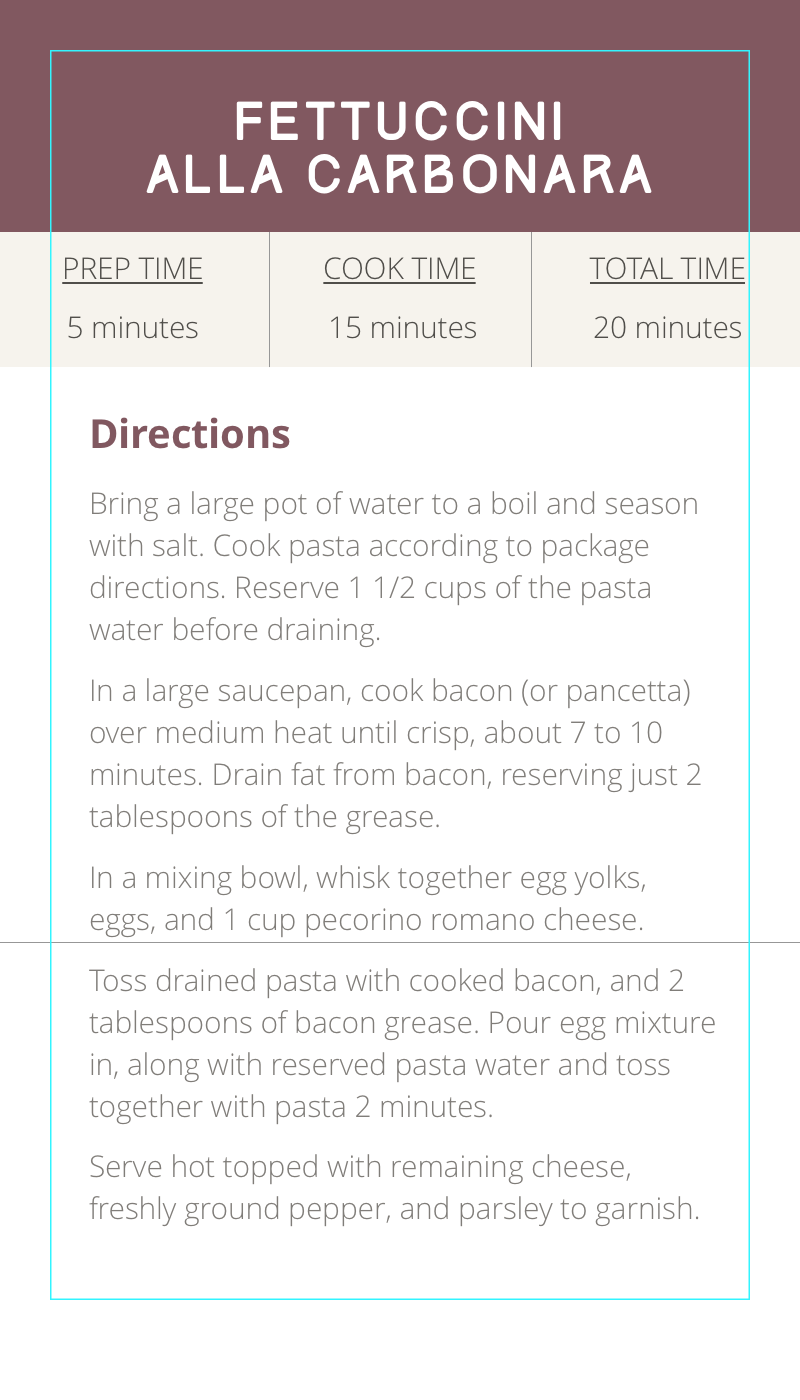 FETTUCCINI
ALLA CARBONARA
PREP TIME
COOK TIME
TOTAL TIME
5 minutes
15 minutes
20 minutes
Directions
Bring a large pot of water to a boil and season
with salt. Cook pasta according to package
directions. Reserve 1 1/2 cups of the pasta
water before draining.
In a large saucepan, cook bacon (or pancetta)
over medium heat until crisp, about 7 to 10
minutes. Drain fat from bacon, reserving just 2
tablespoons of the grease.
In a mixing bowl, whisk together egg yolks,
eggs, and 1 cup pecorino romano cheese.
Toss drained pasta with cooked bacon, and 2
tablespoons of bacon grease. Pour egg mixture
in, along with reserved pasta water and toss
together with pasta 2 minutes.
Serve hot topped with remaining cheese,
freshly ground pepper, and parsley to garnish.